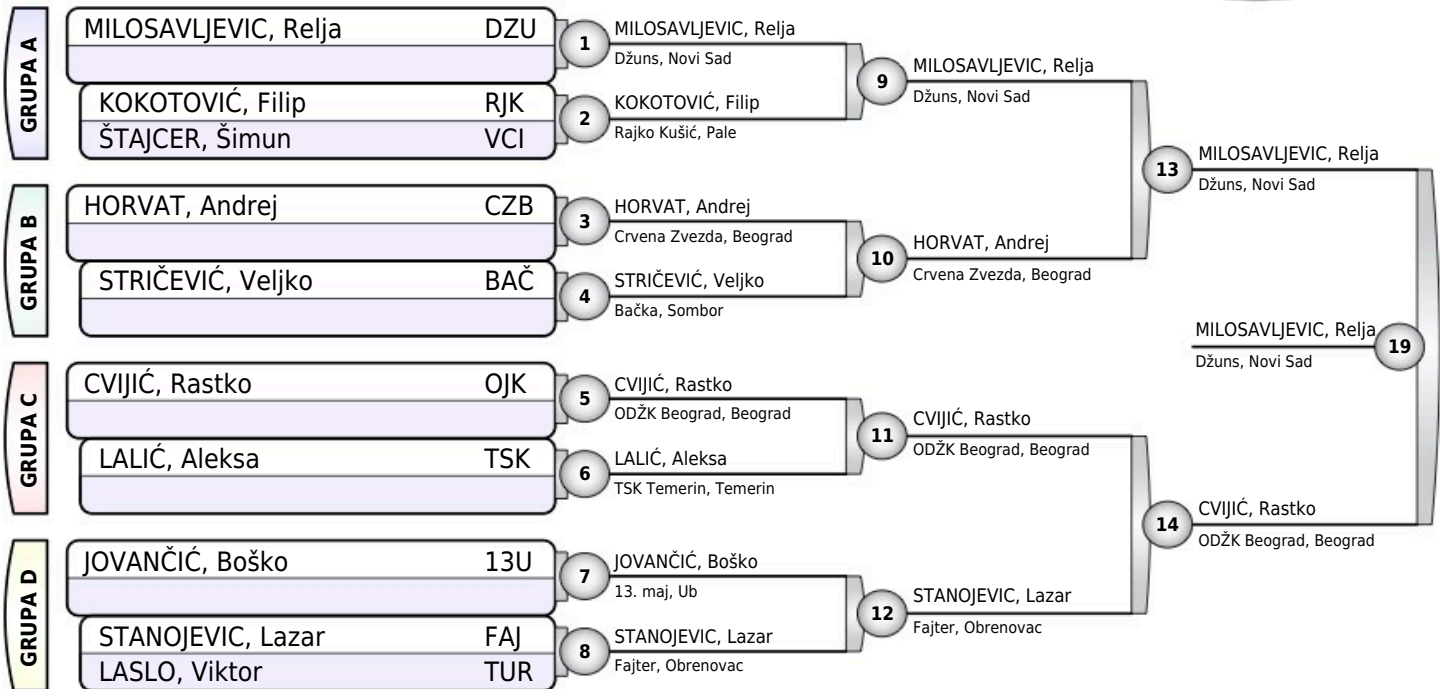 GRUPA A
MILOSAVLJEVIC, Relja DZU
KOKOTOVIĆ, Filip RJK
ŠTAJCER, Šimun VCI
1
MILOSAVLJEVIC, Relja
Džuns, Novi Sad
2
KOKOTOVIĆ, Filip
Rajko Kušić, Pale
9
MILOSAVLJEVIC, Relja
Džuns, Novi Sad
GRUPA B
HORVAT, Andrej CZB
STRIČEVIĆ, Veljko BAČ
3
HORVAT, Andrej
Crvena Zvezda, Beograd
4
STRIČEVIĆ, Veljko
Bačka, Sombor
10
HORVAT, Andrej
Crvena Zvezda, Beograd
13
MILOSAVLJEVIC, Relja
Džuns, Novi Sad
GRUPA C
CVIJIĆ, Rastko OJK
LALIĆ, Aleksa TSK
5
CVIJIĆ, Rastko
ODŽK Beograd, Beograd
6
LALIĆ, Aleksa
TSK Temerin, Temerin
11
CVIJIĆ, Rastko
ODŽK Beograd, Beograd
GRUPA D
JOVANČIĆ, Boško 13U
STANOJEVIC, Lazar FAJ
LASLO, Viktor TUR
7
JOVANČIĆ, Boško
13. maj, Ub
8
STANOJEVIC, Lazar
Fajter, Obrenovac
12
STANOJEVIC, Lazar
Fajter, Obrenovac
14
CVIJIĆ, Rastko
ODŽK Beograd, Beograd
MILOSAVLJEVIC, Relja
Džuns, Novi Sad
19